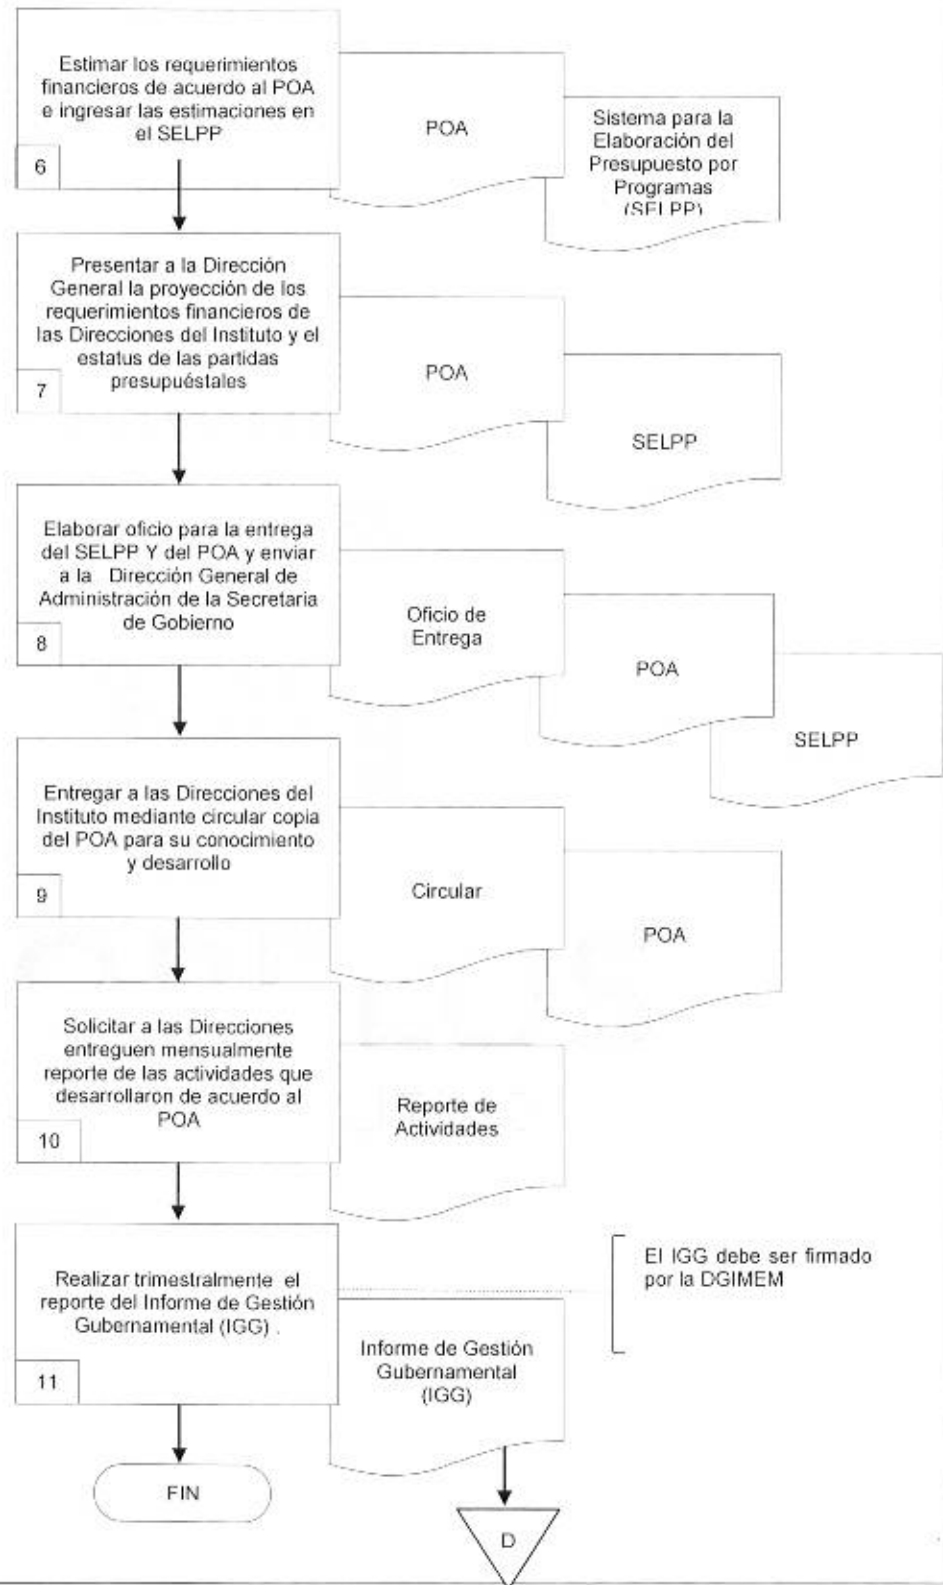 Estimar los requerimientos
financieros de acuerdo al POA
e ingresar las estimaciones en
el SELPP
6
POA
Sistema para la
Elaboración del
Presupuesto por
Programas
(SELPP)
Presentar a la Dirección
General la proyección de los
requerimientos financieros de
las Direcciones del Instituto y el
estatus de las partidas
presupuéstales
7
POA
SELPP
Elaborar oficio para la entrega
del SELPP Y del POA y enviar
a la Dirección General de
Administración de la Secretaria
de Gobierno
8
Oficio de
Entrega
POA
SELPP
Entregar a las Direcciones del
Instituto mediante circular copia
del POA para su conocimiento
y desarrollo
9
Circular
POA
Solicitar a las Direcciones
entreguen mensualmente
reporte de las actividades que
desarrollaron de acuerdo al
POA
10
Reporte de
Actividades
Realizar trimestralmente el
reporte del Informe de Gestión
Gubernamental (IGG) .
11
El IGG debe ser firmado
por la DGIMEM
Informe de Gestión
Gubernamental
(IGG)
FIN
D